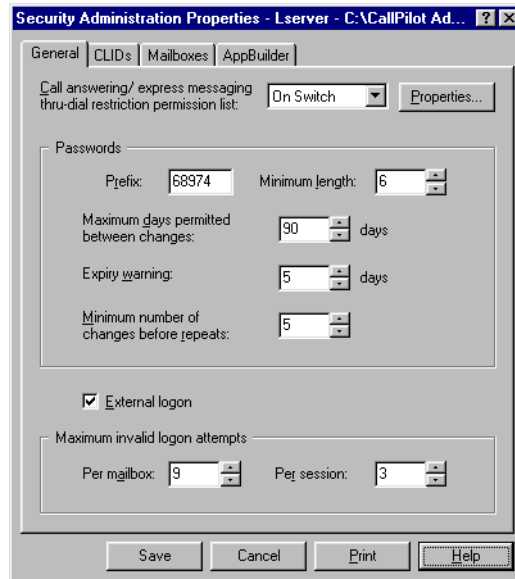 Security Administration Properties - Lserver - C:\CallPilot Ad...
General CLIDs Mailboxes AppBuilder
Call answering/ express messaging
thru-dial restriction permission list:
On Switch
Properties...
Passwords
Prefix: 68974 Minimum length: 6
Maximum days permitted
between changes:
90 days
Expiry warning: 5 days
Minimum number of
changes before repeats:
5
External logon
Maximum invalid logon attempts
Per mailbox: 9 Per session: 3
Save Cancel Print Help